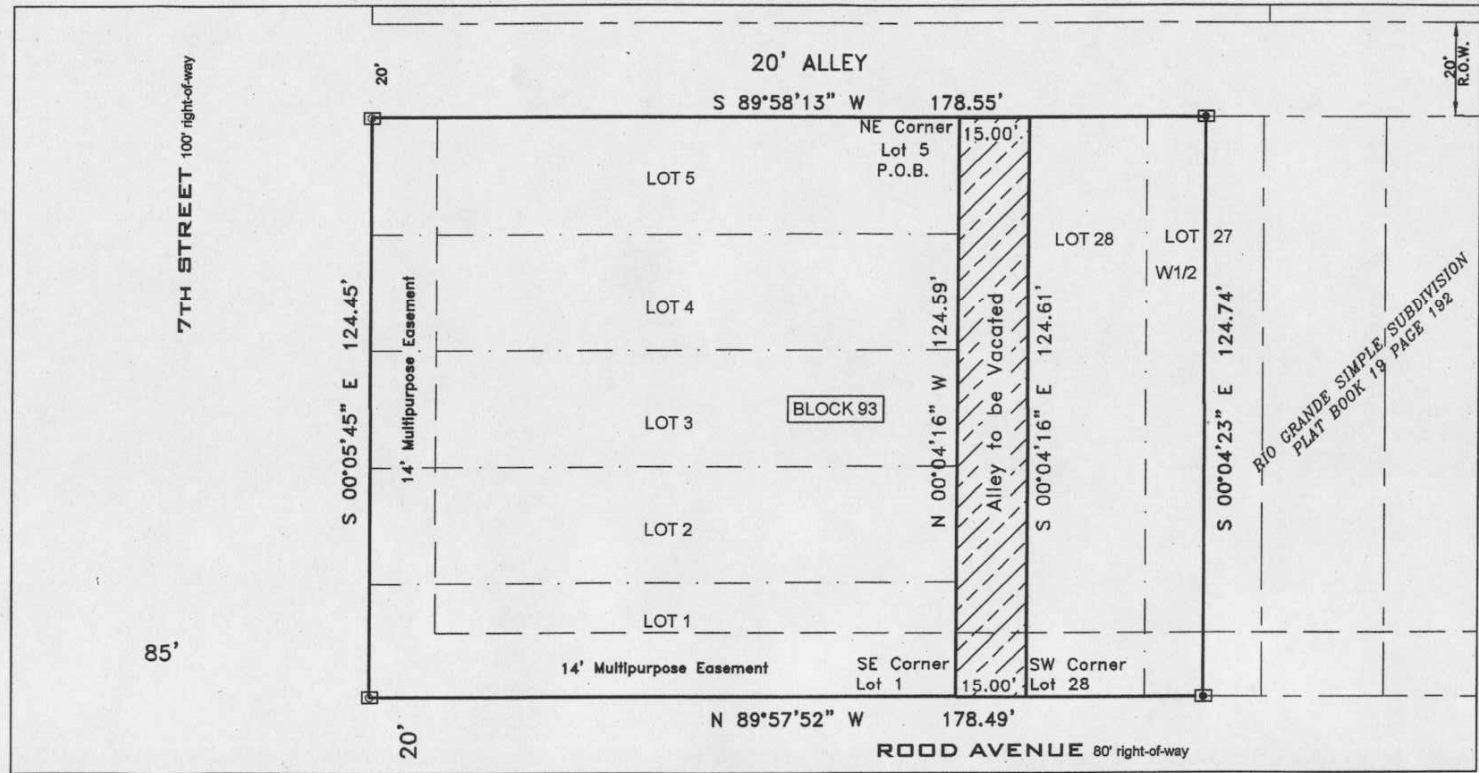 20' ALLEY
20'
20'
R.O.W.
S 89°58'13" W 178.55'
7TH STREET 100' right-of-way
NE Corner
Lot 5
P.O.B.
15.00'
LOT 5
LOT 28
LOT 27
W1/2
LOT 4
S 00°05'45" E 124.45'
14' Multipurpose Easement
N 00°04'16" W 124.59'
Alley to be Vacated
S 00°04'16" E 124.61'
S 00°04'23" E 124.74'
RIO GRANDE SIMPLE SUBDIVISION
PLAT BOOK 19 PAGE 192
BLOCK 93
LOT 3
LOT 2
LOT 1
85'
14' Multipurpose Easement
SE Corner
Lot 1
15.00'
SW Corner
Lot 28
20'
N 89°57'52" W 178.49'
ROOD AVENUE 80' right-of-way